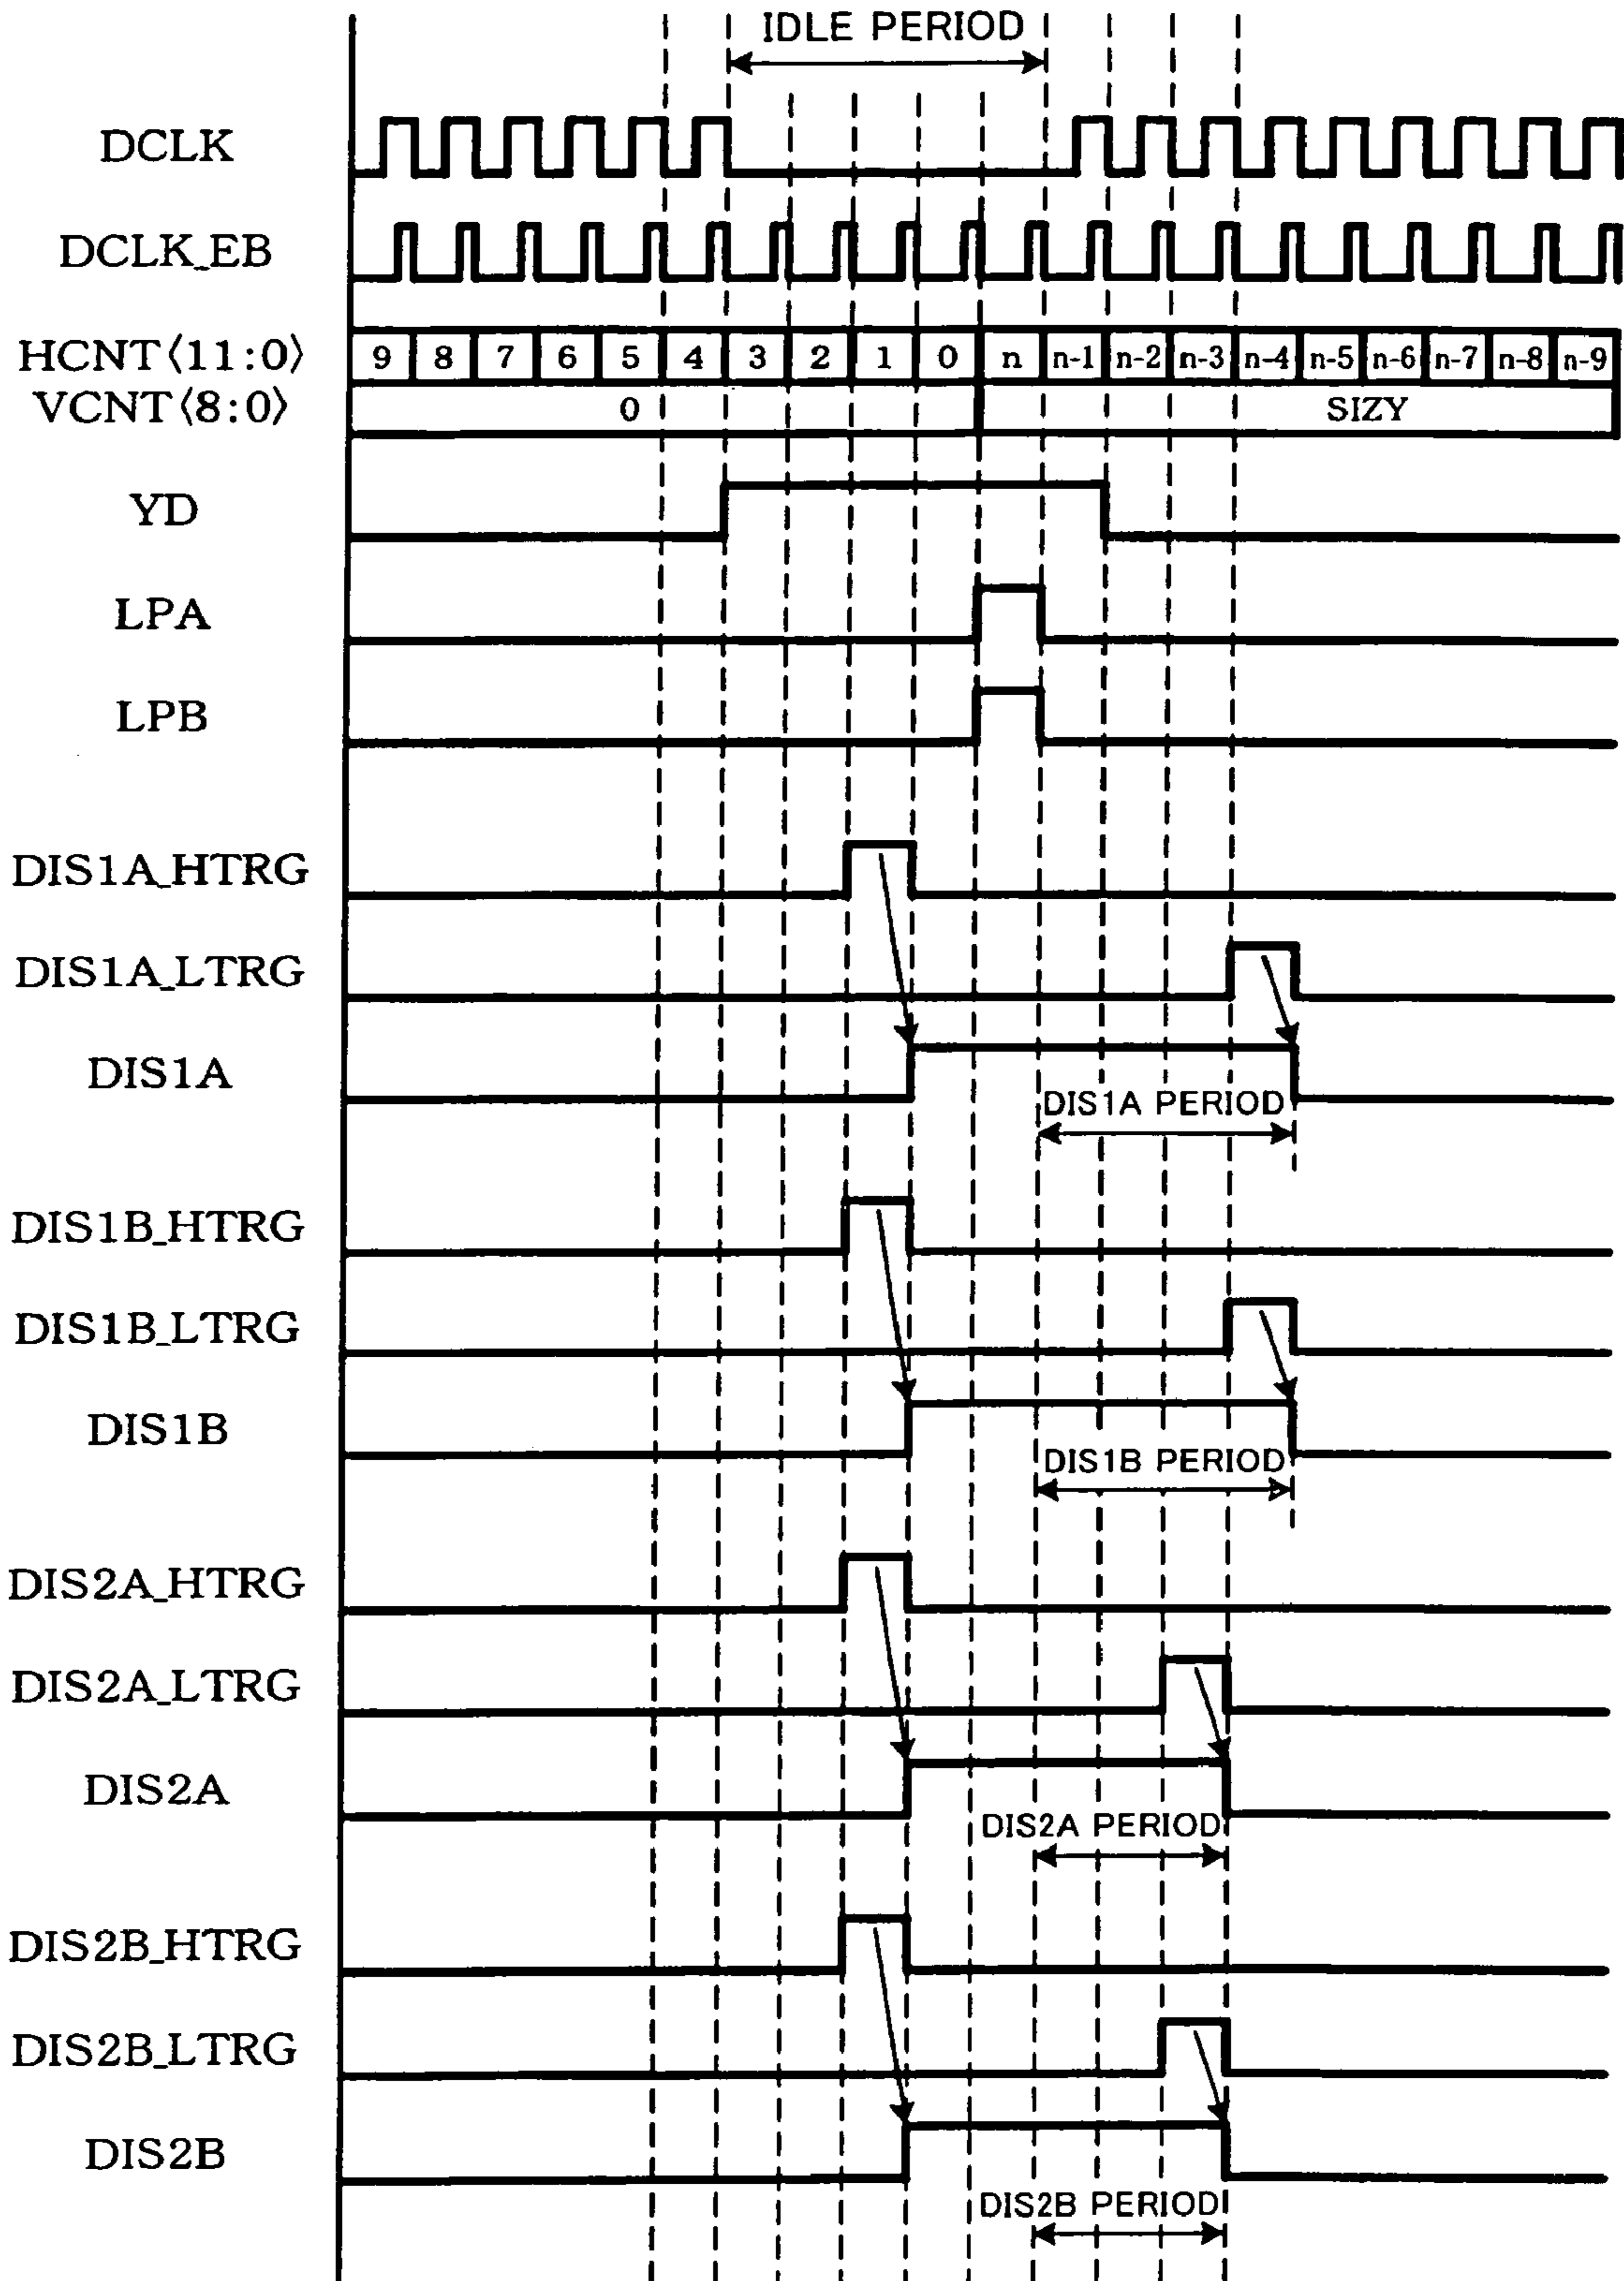 IDLE PERIOD
DCLK
DCLK_EB
HCNT⟨11:0⟩ 9 8 7 6 5 4 3 2 1 0 n n-1 n-2 n-3 n-4 n-5 n-6 n-7 n-8 n-9
VCNT⟨8:0⟩ 0 SIZY
YD
LPA
LPB
DIS1A_HTRG
DIS1A_LTRG
DIS1A
DIS1A PERIOD
DIS1B_HTRG
DIS1B_LTRG
DIS1B
DIS1B PERIOD
DIS2A_HTRG
DIS2A_LTRG
DIS2A
DIS2A PERIOD
DIS2B_HTRG
DIS2B_LTRG
DIS2B
DIS2B PERIOD